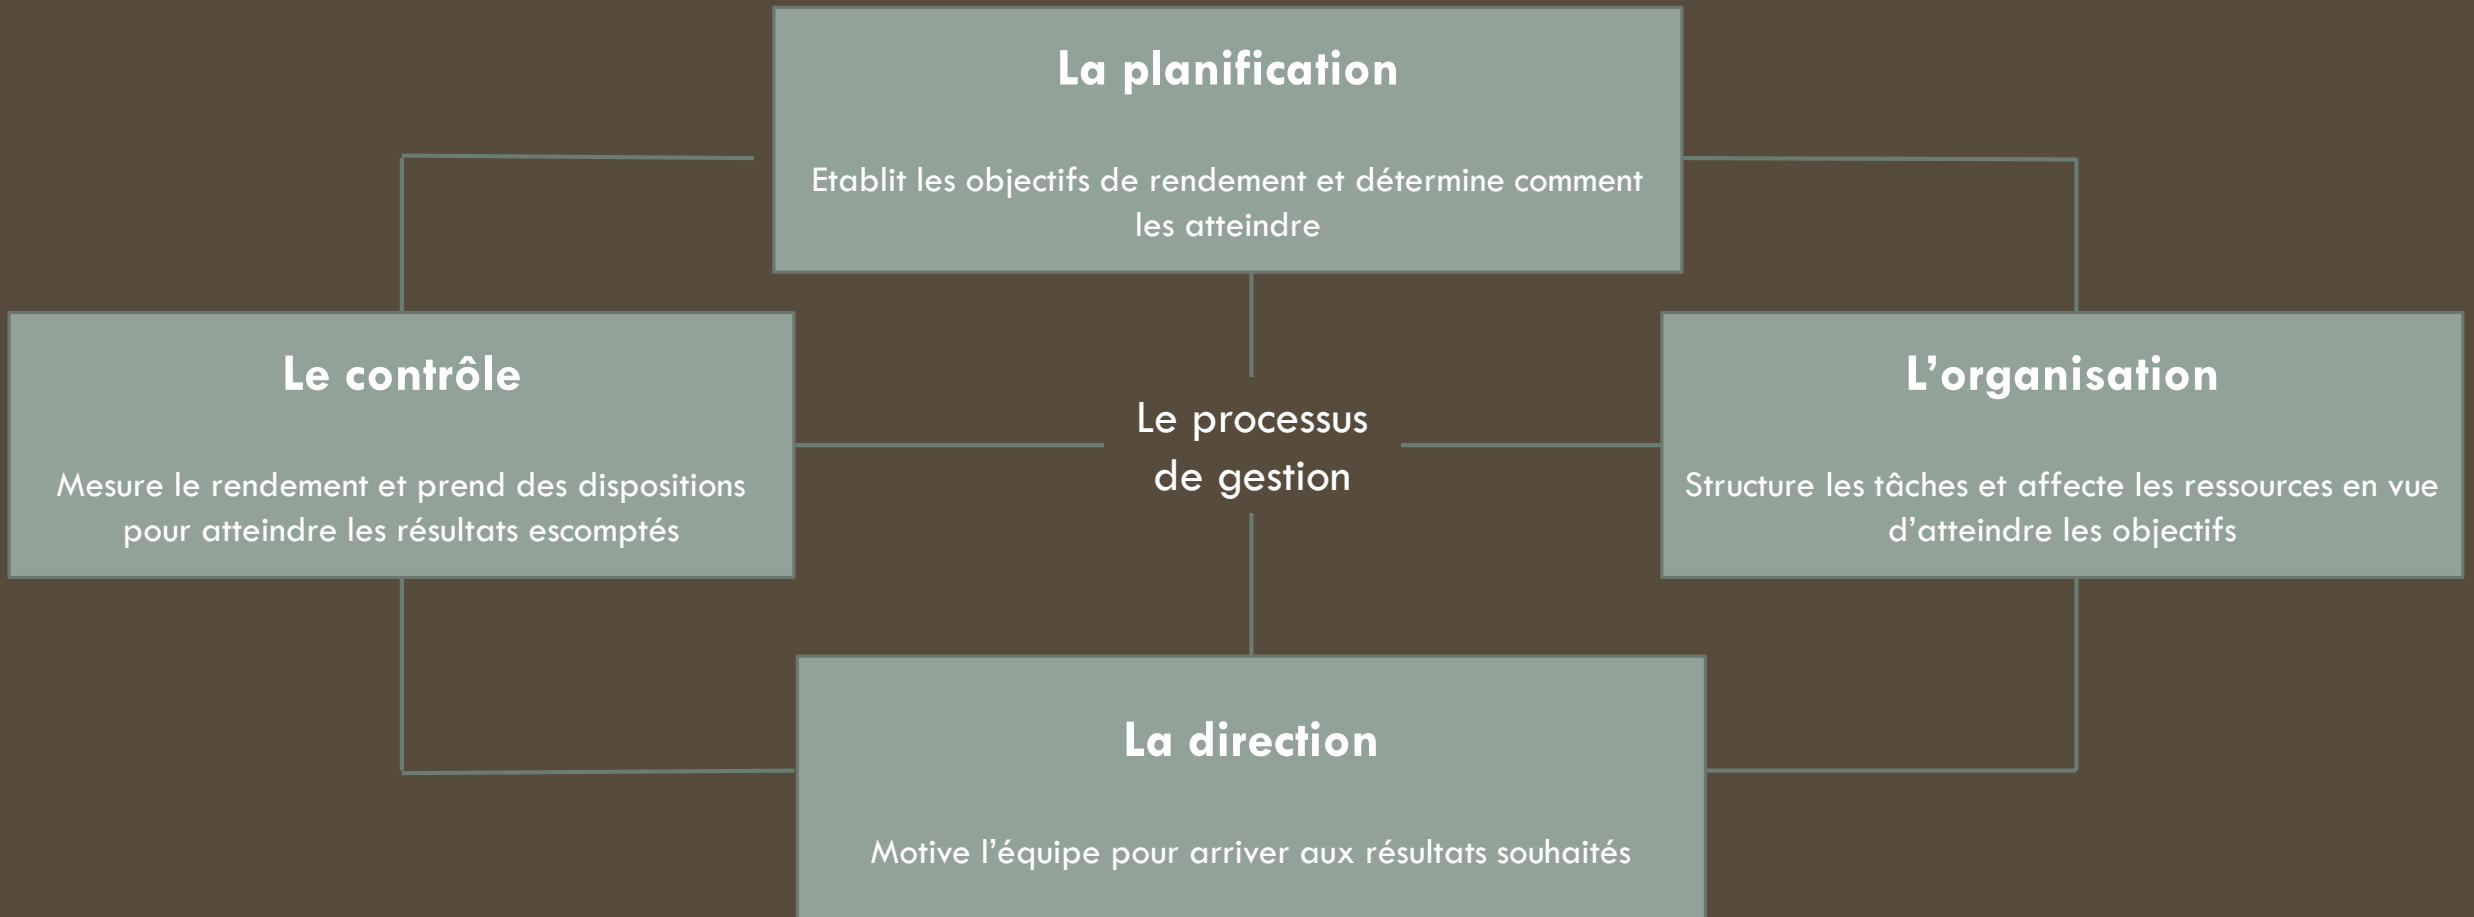 La planification
Etablit les objectifs de rendement et détermine comment
les atteindre
Le contrôle
Mesure le rendement et prend des dispositions
pour atteindre les résultats escomptés
Le processus
de gestion
L’organisation
Structure les tâches et affecte les ressources en vue
d’atteindre les objectifs
La direction
Motive l’équipe pour arriver aux résultats souhaités